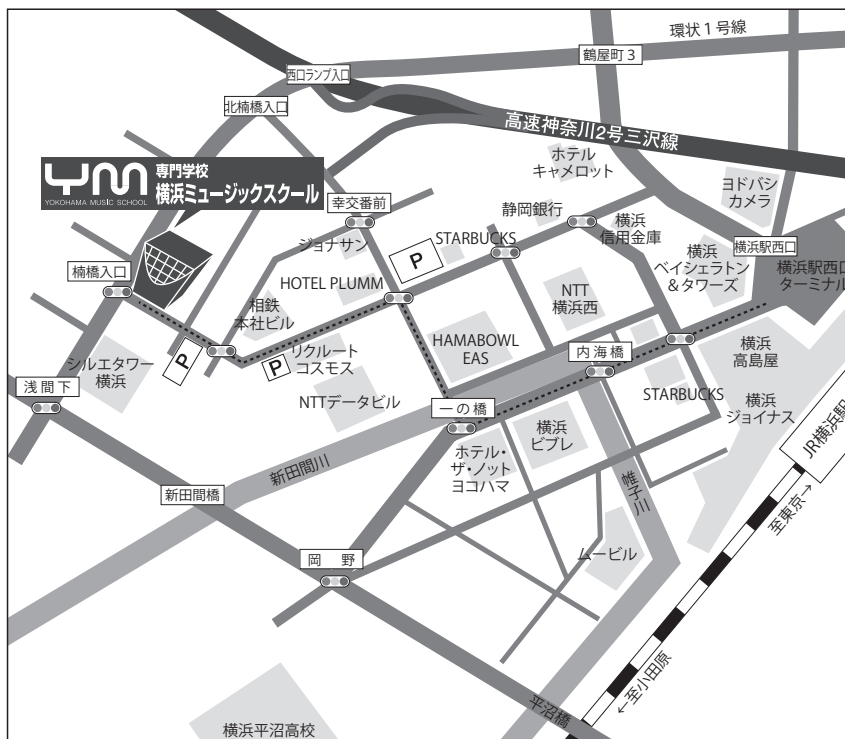 環状1号線
鶴屋町3
西口ランプ入口
北楠橋入口
高速神奈川2号三沢線
ホテル
キャメロット
ヨドバシ
カメラ
YM
専門学校
横浜ミュージックスクール
YOKOHAMA MUSIC SCHOOL
幸交番前
静岡銀行
横浜
信用金庫
ジョナサン
STARBUCKS
P
横浜駅西口
横浜
ベイシェラトン
&タワーズ
横浜駅西口
ターミナル
楠橋入口
HOTEL PLUMM
相鉄
本社ビル
NTT
横浜西
HAMABOWL
EAS
内海橋
横浜
高島屋
シルエタワー
横浜
P
P
リクルート
コスモス
STARBUCKS
浅間下
NTTデータビル
一の橋
横浜
ジョイナス
横浜
ビブレ
ホテル・
ザ・ノット
ヨコハマ
JR横浜駅
新田間川
新田間橋
帷子川
至東京→
岡野
ムービル
←至小田原
平沼橋
横浜平沼高校